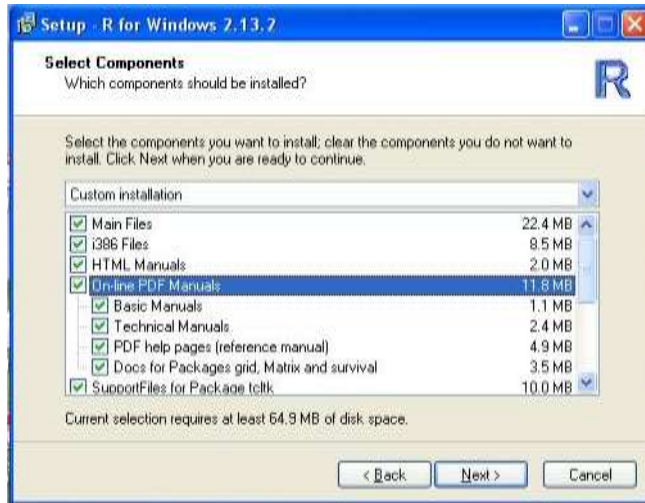 Setup - R for Windows 2.13.2
Select Components
Which components should be installed?
R
Select the components you want to install; clear the components you do not want to
install. Click Next when you are ready to continue.
Custom installation
Main Files 22.4 MB
i386 Files 8.5 MB
HTML Manuals 2.0 MB
On-line PDF Manuals 11.8 MB
Basic Manuals 1.1 MB
Technical Manuals 2.4 MB
PDF help pages (reference manual) 4.9 MB
Docs for Packages grid, Matrix and survival 3.5 MB
SupportFiles for Package tcltk 10.0 MB
Current selection requires at least 64.9 MB of disk space.
< Back Next > Cancel